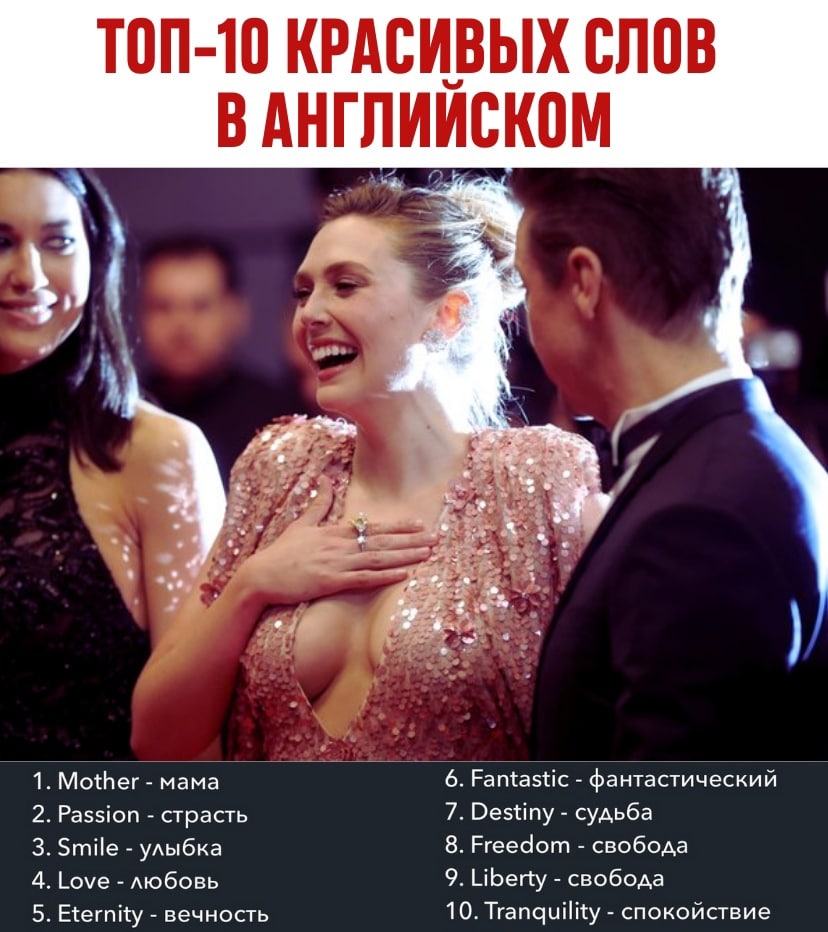 ТОП-10 КРАСИВЫХ СЛОВ
В АНГЛИЙСКОМ
1. Mother - мама
2. Passion - страсть
3. Smile - улыбка
4. Love - любовь
5. Eternity - вечность
6. Fantastic - фантастический
7. Destiny - судьба
8. Freedom - свобода
9. Liberty - свобода
10. Tranquility - спокойствие